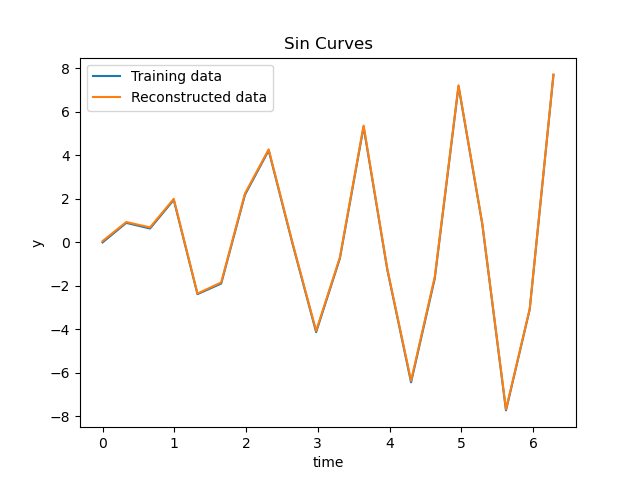 Sin Curves
Training data
Reconstructed data
8
6
4
2
0
−2
−4
−6
−8
y
0 1 2 3 4 5 6
time